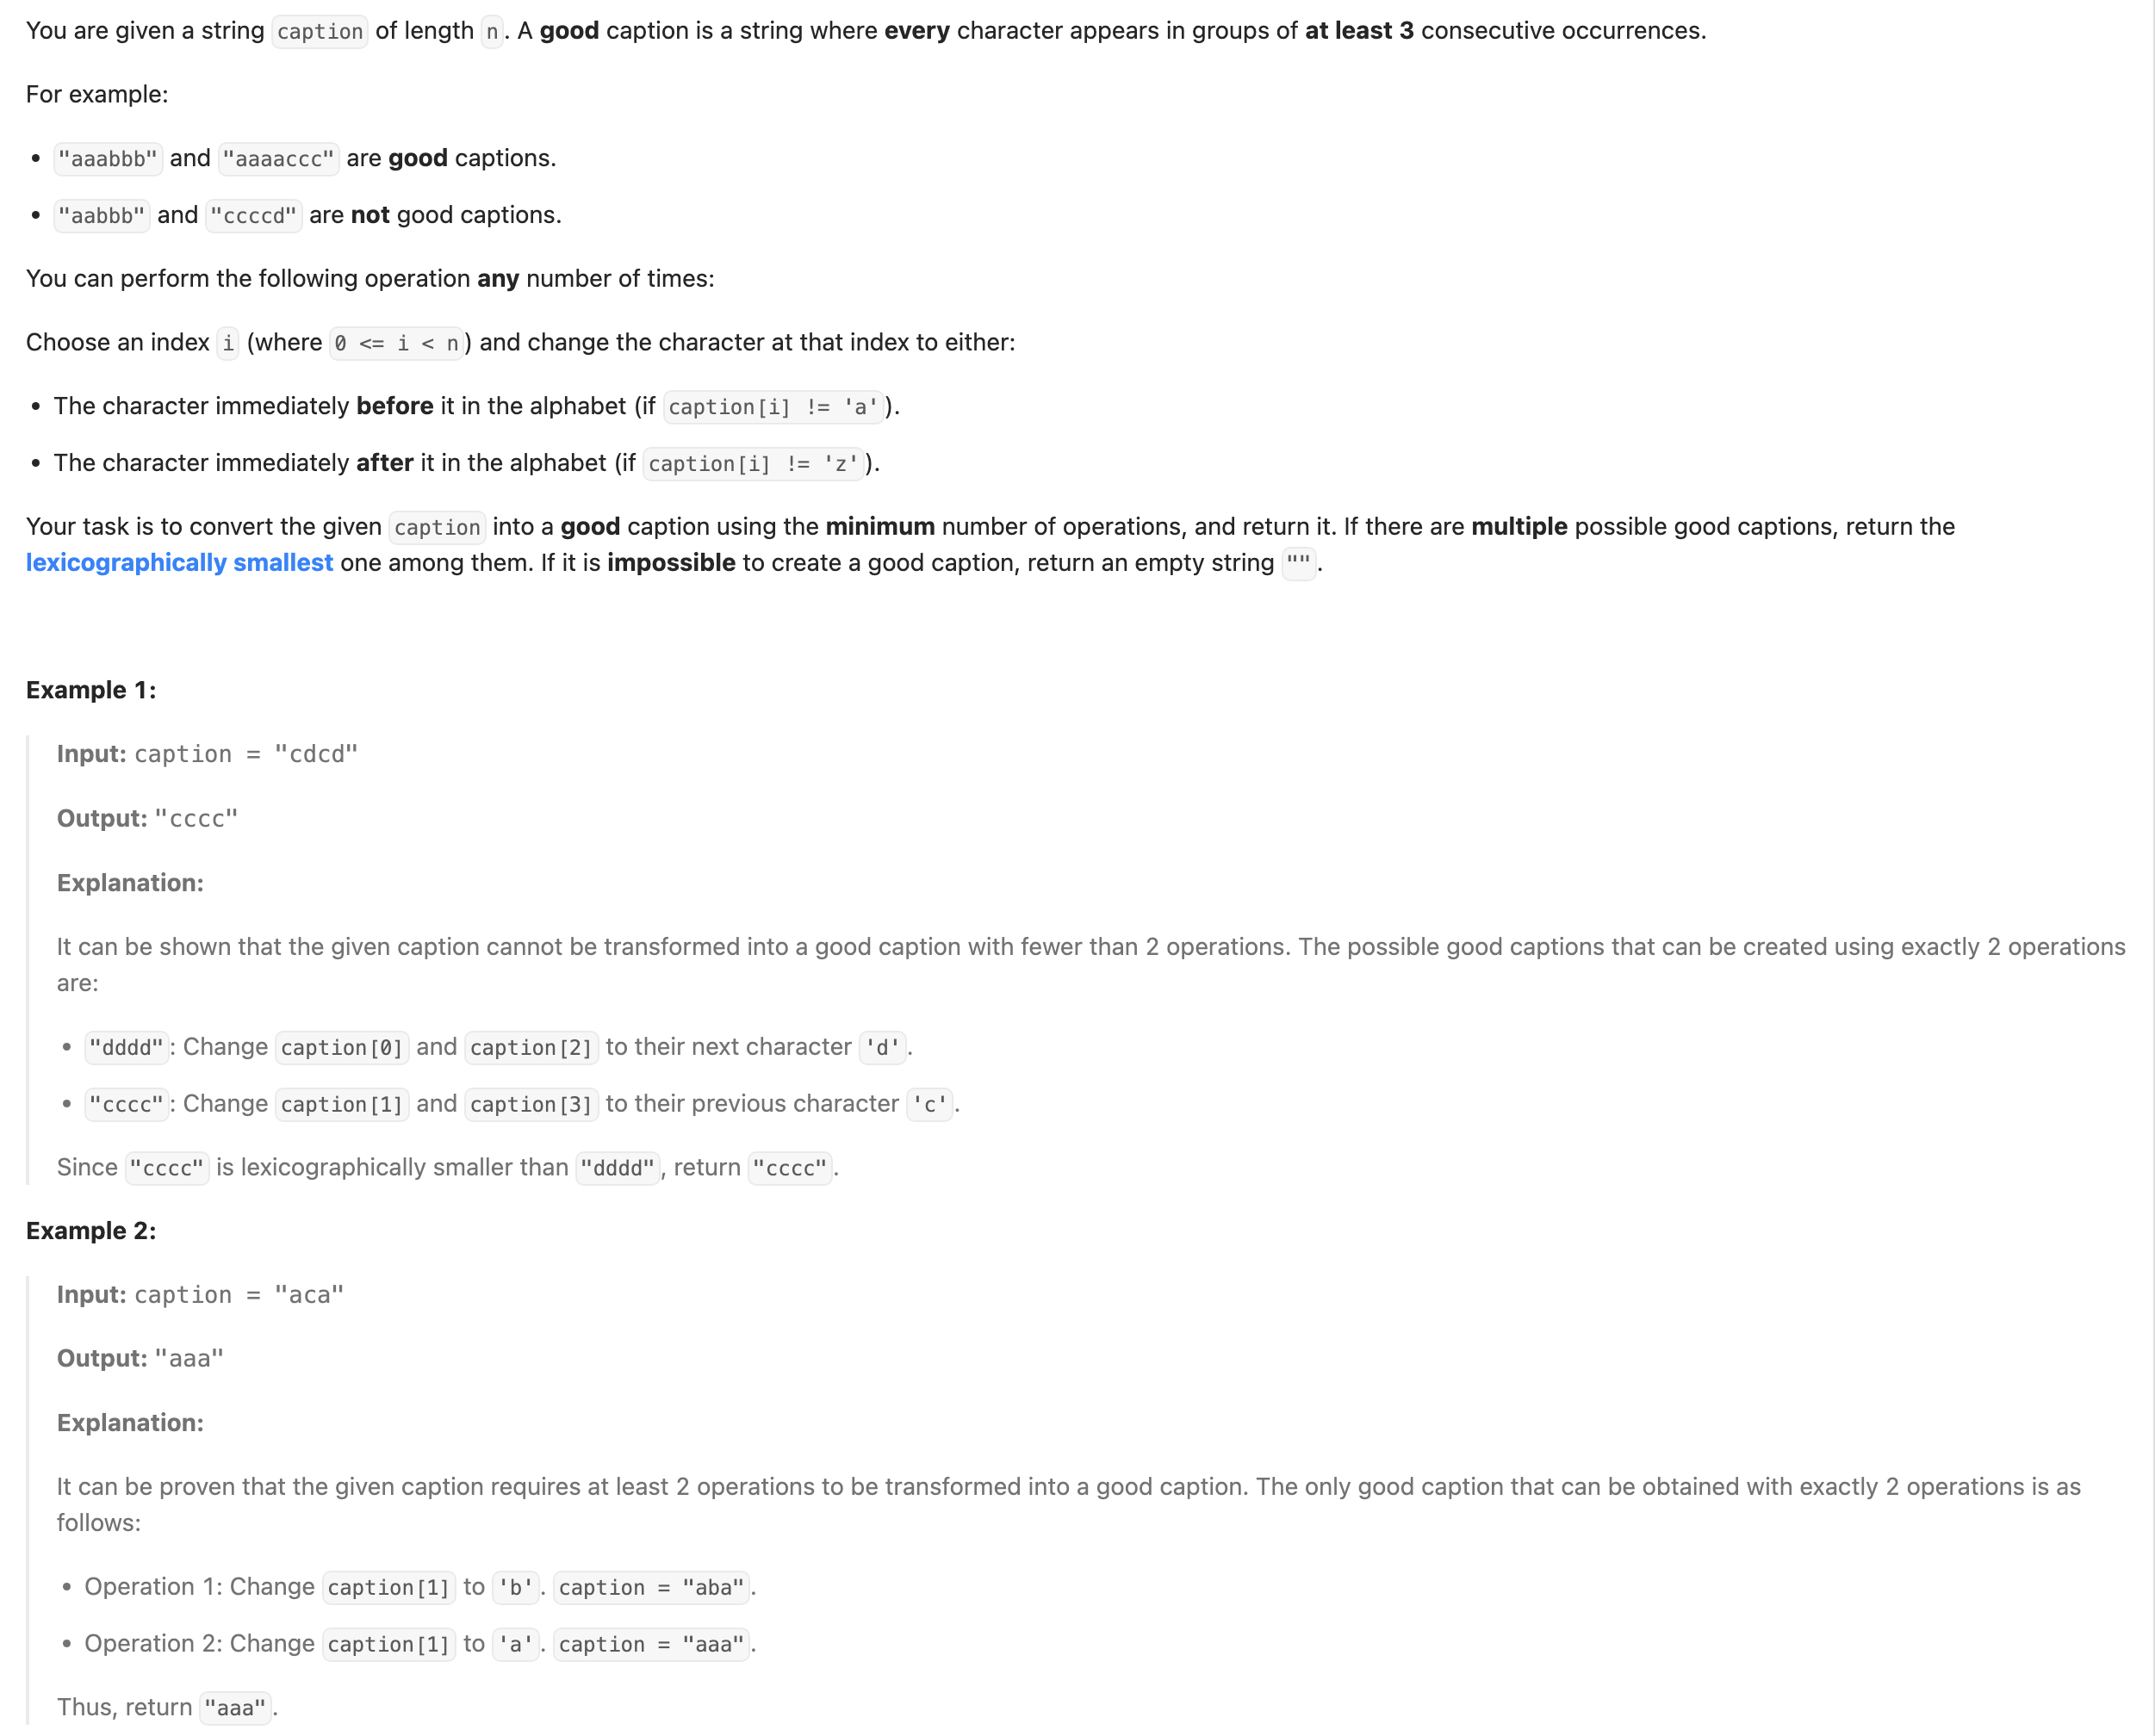 You are given a string caption of length n. A good caption is a string where every character appears in groups of at least 3 consecutive occurrences.
For example:
• "aaabbb" and "aaaaccc" are good captions.
• "aabbb" and "ccccd" are not good captions.
You can perform the following operation any number of times:
Choose an index i (where 0 <= i < n) and change the character at that index to either:
• The character immediately before it in the alphabet (if caption[i] != 'a').
• The character immediately after it in the alphabet (if caption[i] != 'z').
Your task is to convert the given caption into a good caption using the minimum number of operations, and return it. If there are multiple possible good captions, return the
lexicographically smallest one among them. If it is impossible to create a good caption, return an empty string "".
Example 1:
Input: caption = "cdcd"
Output: "cccc"
Explanation:
It can be shown that the given caption cannot be transformed into a good caption with fewer than 2 operations. The possible good captions that can be created using exactly 2 operations
are:
• "dddd": Change caption[0] and caption[2] to their next character 'd'.
• "cccc": Change caption[1] and caption[3] to their previous character 'c'.
Since "cccc" is lexicographically smaller than "dddd", return "cccc".
Example 2:
Input: caption = "aca"
Output: "aaa"
Explanation:
It can be proven that the given caption requires at least 2 operations to be transformed into a good caption. The only good caption that can be obtained with exactly 2 operations is as
follows:
• Operation 1: Change caption[1] to 'b'. caption = "aba".
• Operation 2: Change caption[1] to 'a'. caption = "aaa".
Thus, return "aaa".